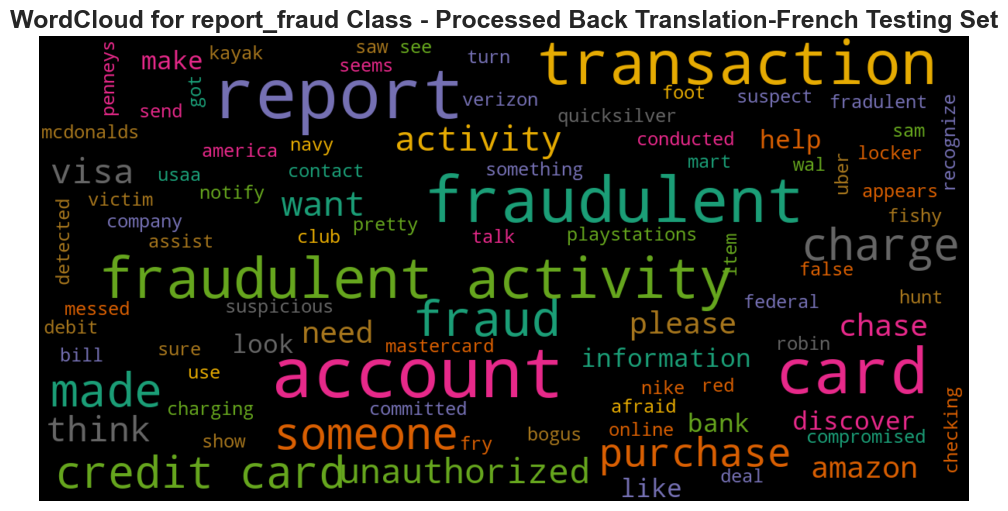 WordCloud for report_fraud Class - Processed Back Translation-French Testing Set
penneys
make
kayak
saw
see
seems
turn
transaction
got
send
report
verizon
foot
suspect
fradulent
quicksilver
mcdonalds
america
navy
activity
conducted
help
sam
recognize
visa
usaa
contact
something
mart
wal
locker
uber
appears
victim
notify
want
fraudulent
fishy
company
pretty
detected
assist
club
talk
playstations
item
charge
fraudulent activity
false
messed
suspicious
federal
hunt
debit
need
fraud
please
chase
bill
sure
look
mastercard
information
robin
use
account
card
made
nike
red
charging
committed
afraid
discover
checking
think
show
someone
fry
bogus
online
bank
compromised
credit card
unauthorized
purchase
deal
amazon
like